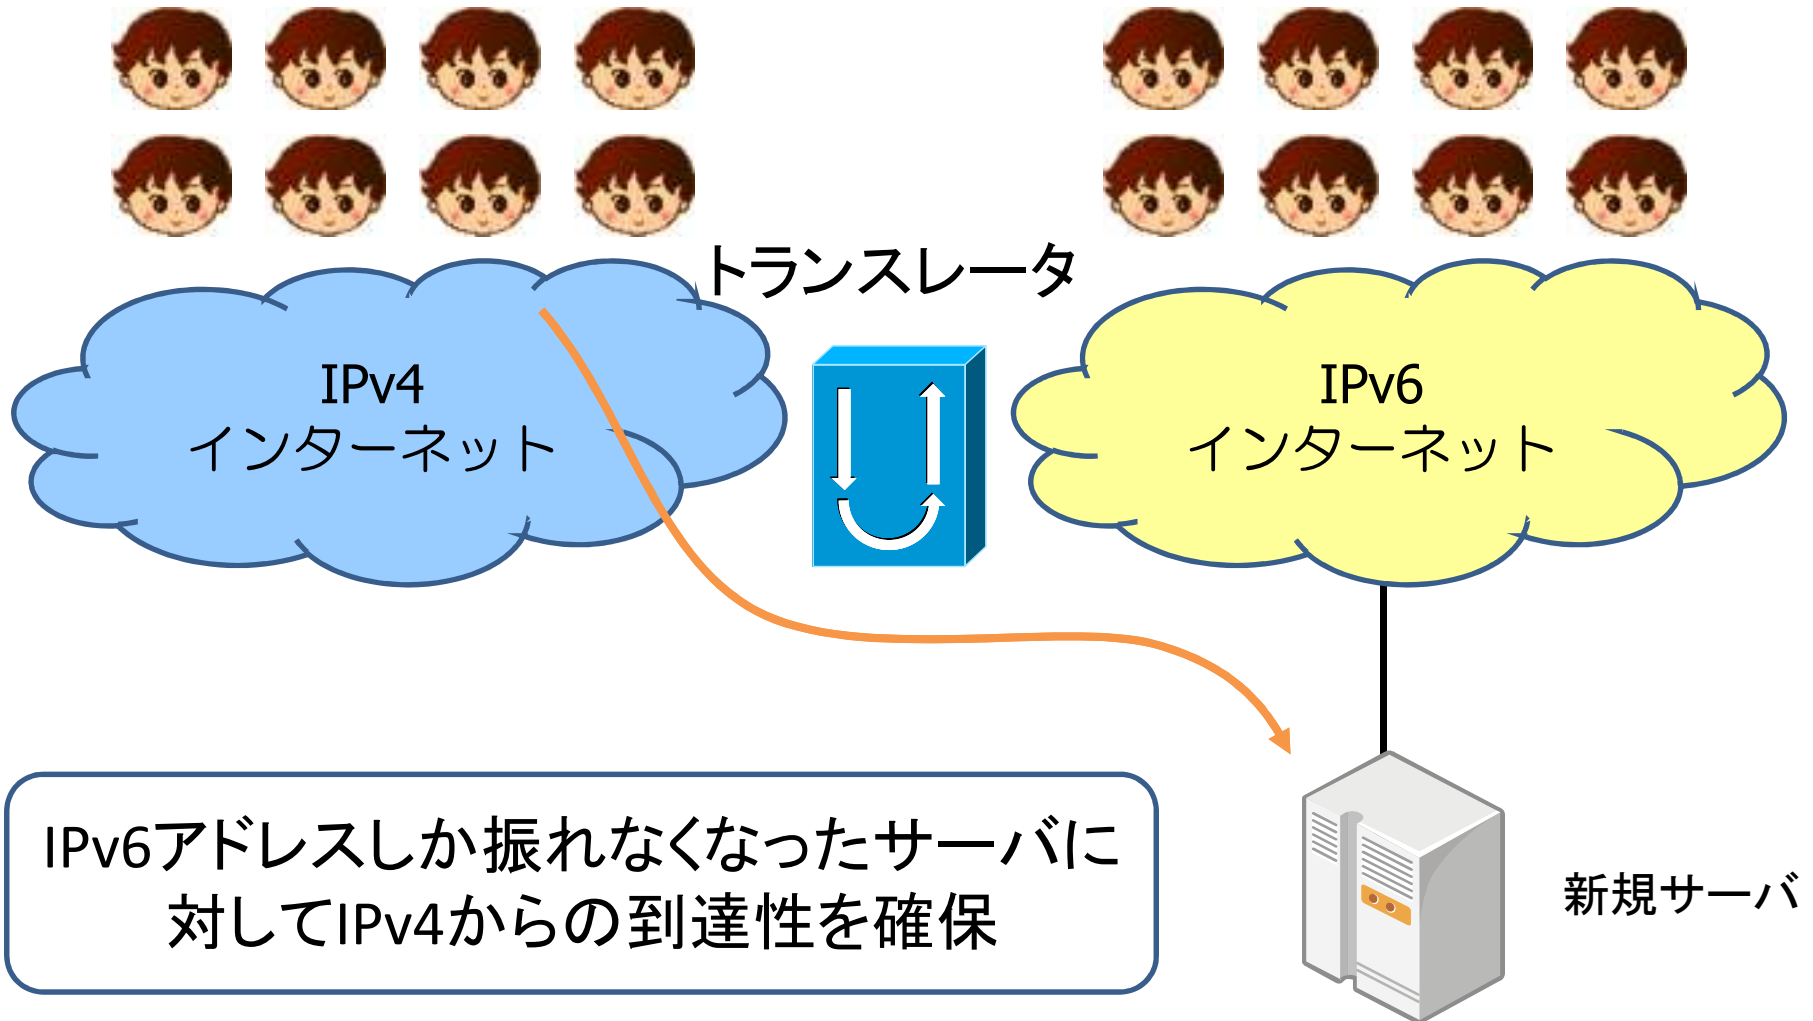 トランスレータ
IPv4
インターネット
IPv6
インターネット
IPv6アドレスしか振れなくなったサーバに
対してIPv4からの到達性を確保
新規サーバ